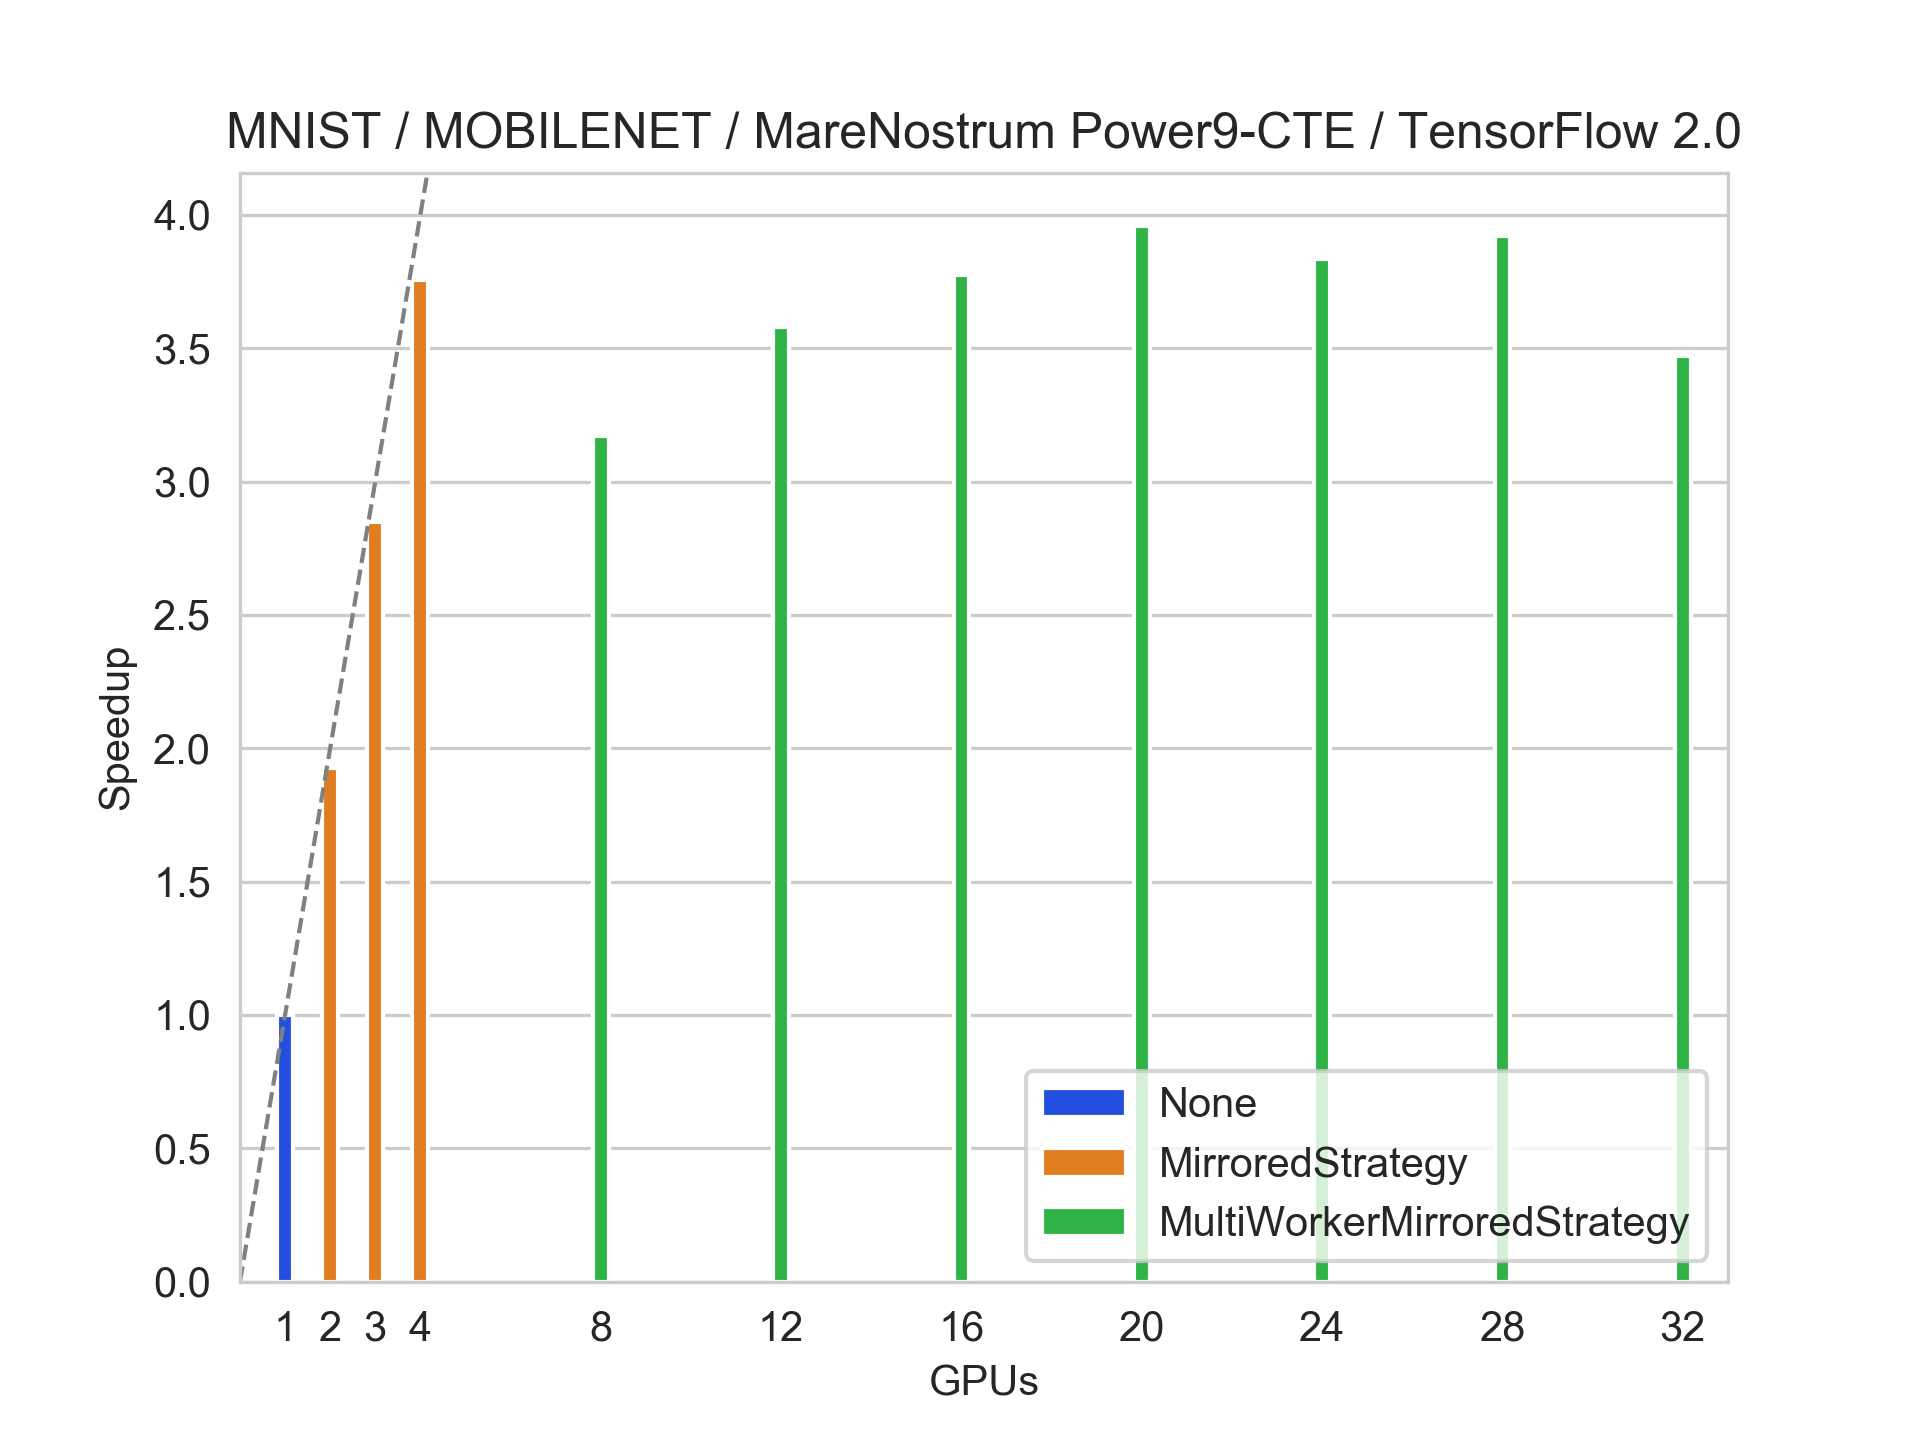 MNIST / MOBILENET / MareNostrum Power9-CTE / TensorFlow 2.0
Speedup
4.0
3.5
3.0
2.5
2.0
1.5
1.0
0.5
0.0
None
MirroredStrategy
MultiWorkerMirroredStrategy
1 2 3 4 8 12 16 20 24 28 32
GPUs